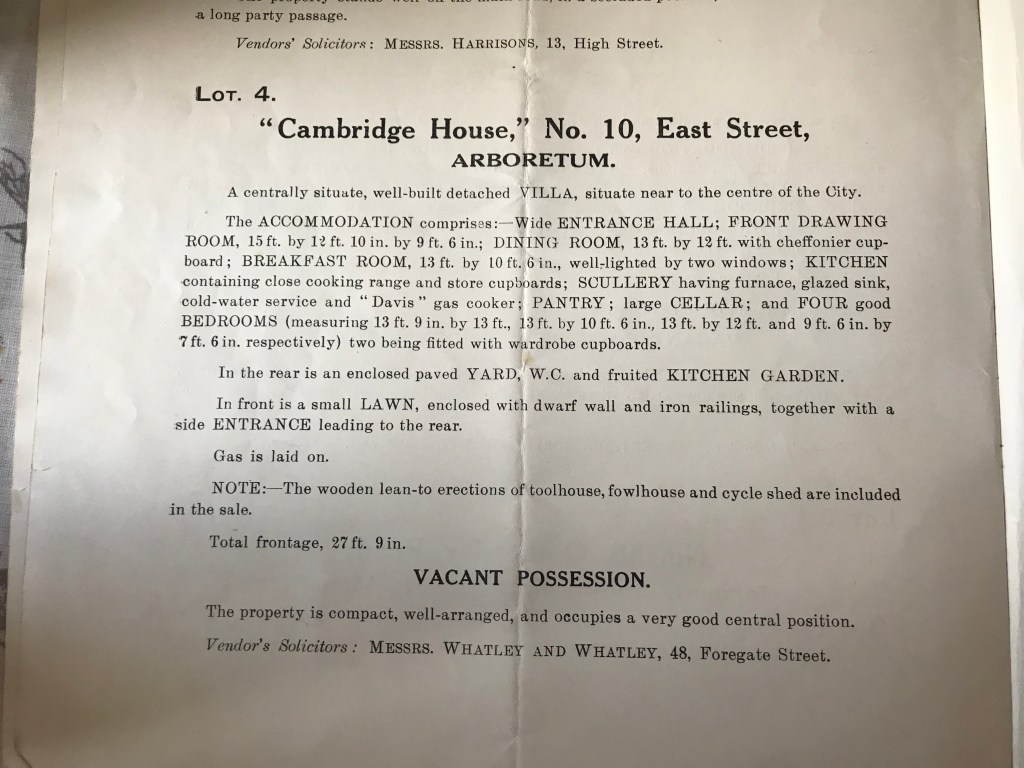 a long party passage.
Vendors' Solicitors: MESSRS. HARRISONS, 13, High Street.
LOT. 4.
"Cambridge House," No. 10, East Street,
ARBORETUM.
A centrally situate, well-built detached VILLA, situate near to the centre of the City.
The ACCOMMODATION comprises:—Wide ENTRANCE HALL; FRONT DRAWING
ROOM, 15 ft. by 12 ft. 10 in. by 9 ft. 6 in.; DINING ROOM, 13 ft. by 12 ft. with cheffonier cup-
board; BREAKFAST ROOM, 13 ft. by 10 ft. 6 in., well-lighted by two windows; KITCHEN
containing close cooking range and store cupboards; SCULLERY having furnace, glazed sink,
cold-water service and "Davis" gas cooker; PANTRY; large CELLAR; and FOUR good
BEDROOMS (measuring 13 ft. 9 in. by 13 ft., 13 ft. by 10 ft. 6 in., 13 ft. by 12 ft. and 9 ft. 6 in. by
7 ft. 6 in. respectively) two being fitted with wardrobe cupboards.
In the rear is an enclosed paved YARD, W.C. and fruited KITCHEN GARDEN.
In front is a small LAWN, enclosed with dwarf wall and iron railings, together with a
side ENTRANCE leading to the rear.
Gas is laid on.
NOTE:—The wooden lean-to erections of toolhouse, fowlhouse and cycle shed are included
in the sale.
Total frontage, 27 ft. 9 in.
VACANT POSSESSION.
The property is compact, well-arranged, and occupies a very good central position.
Vendor's Solicitors: MESSRS. WHATLEY AND WHATLEY, 48, Foregate Street.